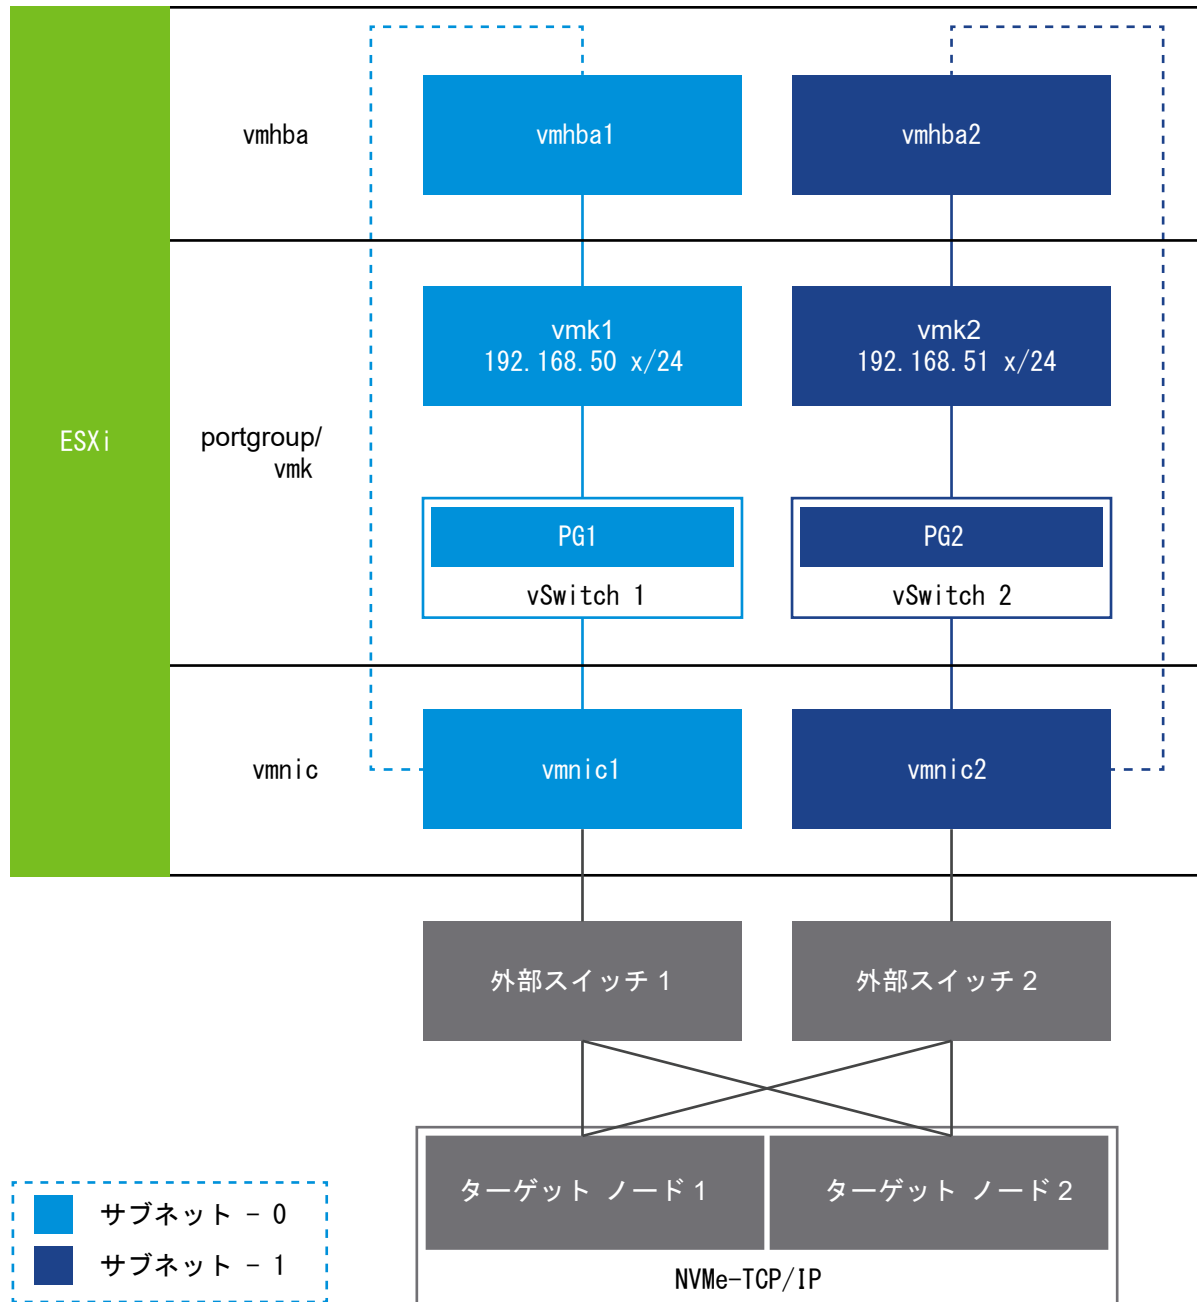 ESXi
vmhba
vmhba1
vmhba2
portgroup/
vmk
vmk1
192.168.50 x/24
vmk2
192.168.51 x/24
PG1
vSwitch 1
PG2
vSwitch 2
vmnic
vmnic1
vmnic2
外部スイッチ 1
外部スイッチ 2
ターゲット ノード 1
ターゲット ノード 2
NVMe-TCP/IP
サブネット - 0
サブネット - 1